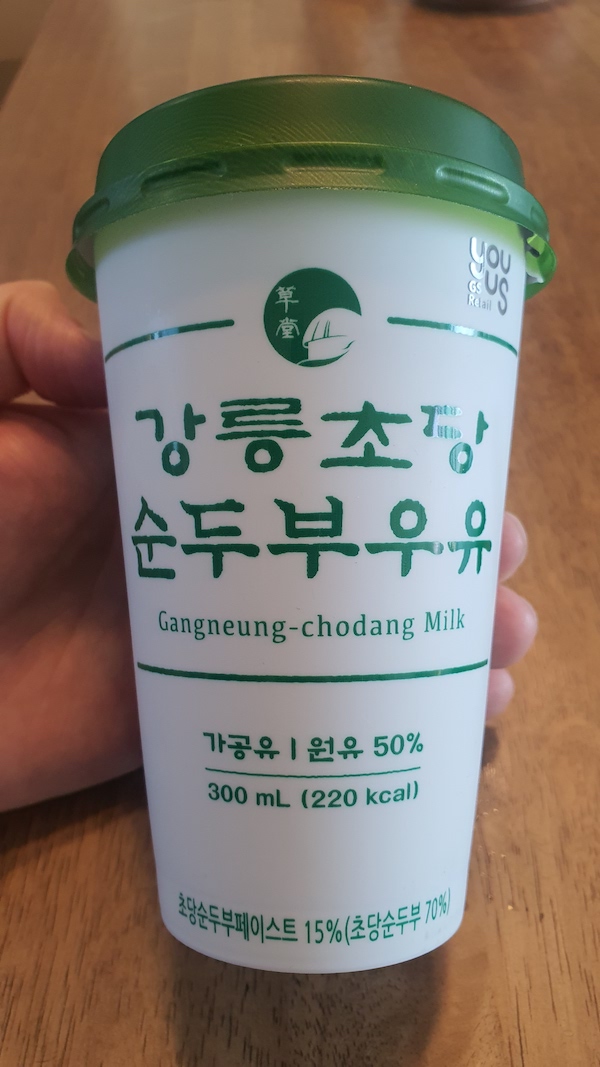 YOU
US
GS
Retail
草堂
강릉초당
순두부우유
Gangneung-chodang Milk
가공유 | 원유 50%
300 mL (220 kcal)
초당순두부페이스트 15%(초당순두부 70%)